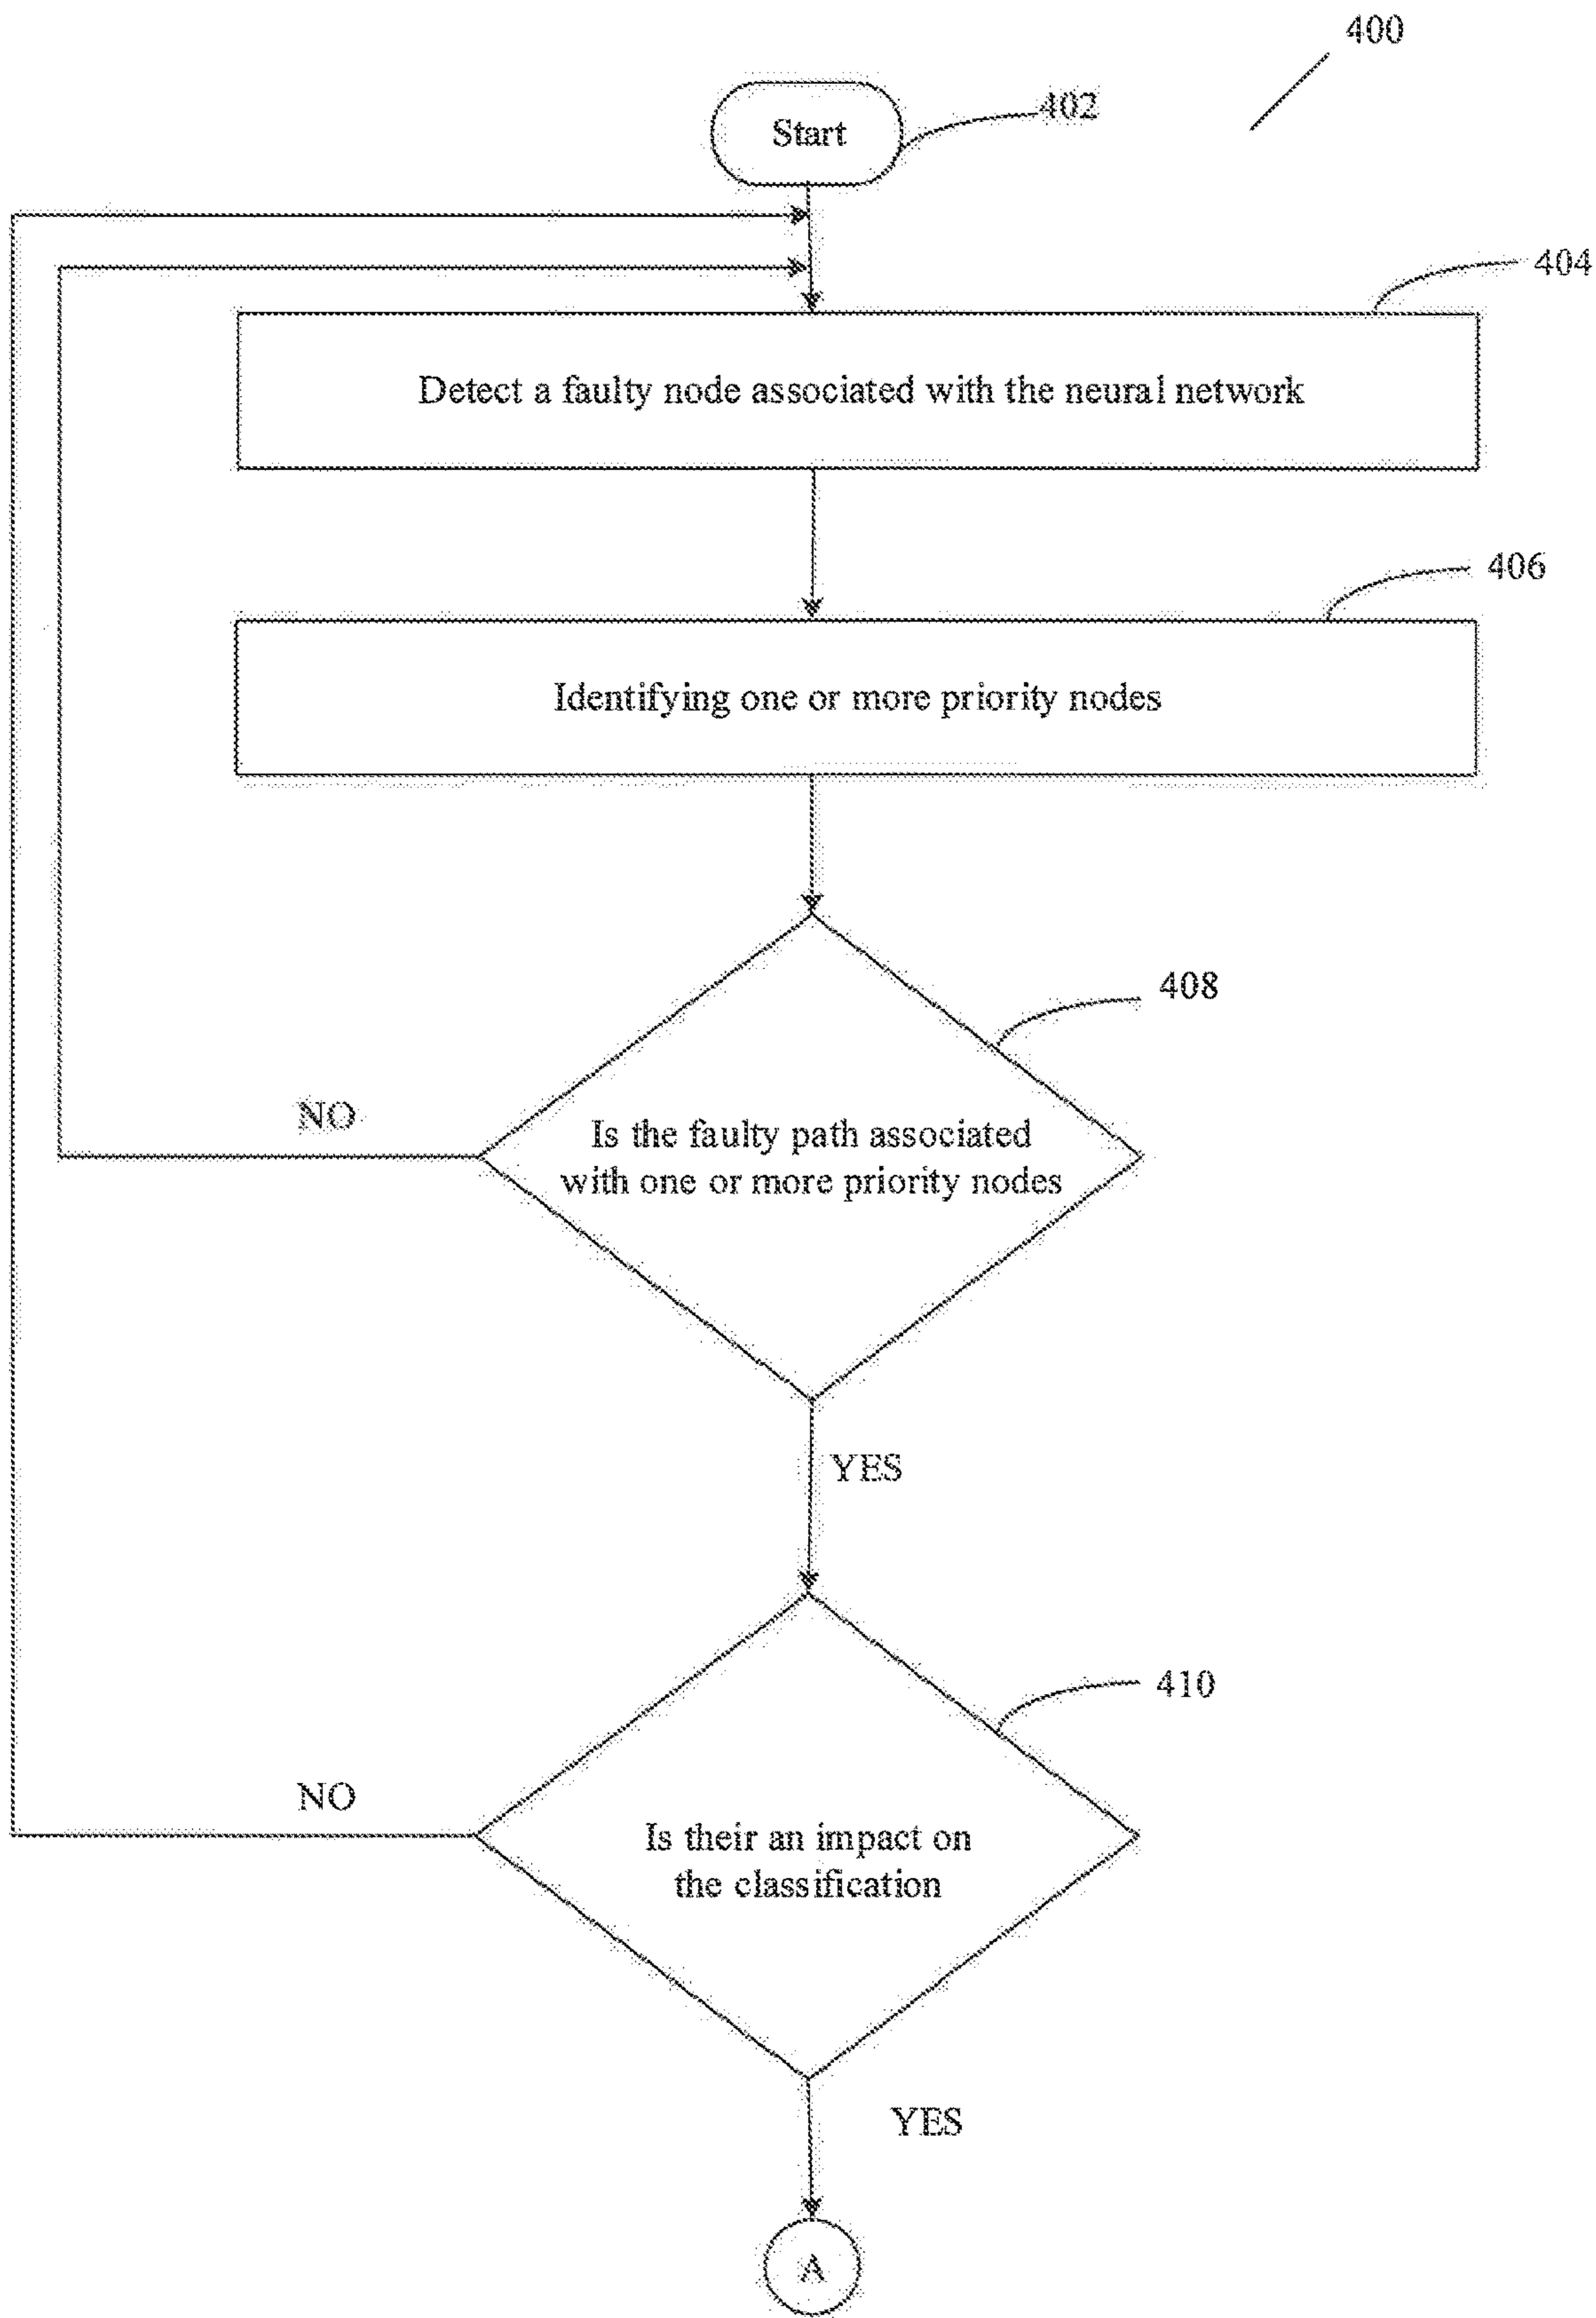 400
402
Start
404
Detect a faulty node associated with the neural network
406
Identifying one or more priority nodes
408
NO
Is the faulty path associated
with one or more priority nodes
YES
410
NO
Is their an impact on
the classification
YES
A